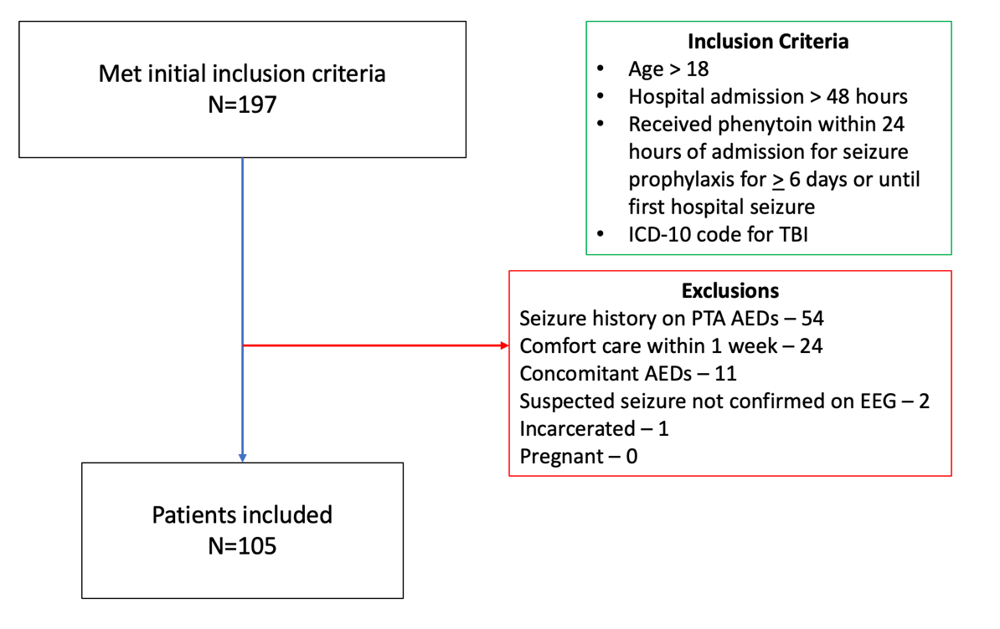 Met initial inclusion criteria
N=197
Inclusion Criteria
• Age > 18
• Hospital admission > 48 hours
• Received phenytoin within 24
hours of admission for seizure
prophylaxis for ≥ 6 days or until
first hospital seizure
• ICD-10 code for TBI
Exclusions
Seizure history on PTA AEDs – 54
Comfort care within 1 week – 24
Concomitant AEDs – 11
Suspected seizure not confirmed on EEG – 2
Incarcerated – 1
Pregnant – 0
Patients included
N=105